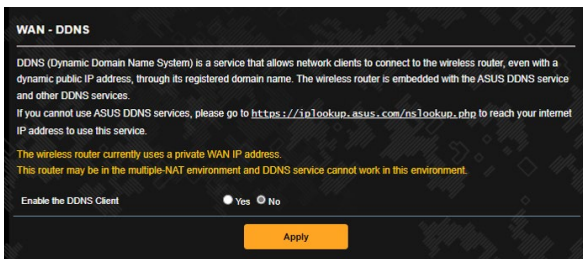 WAN - DDNS
DDNS (Dynamic Domain Name System) is a service that allows network clients to connect to the wireless router, even with a
dynamic public IP address, through its registered domain name. The wireless router is embedded with the ASUS DDNS service
and other DDNS services.
If you cannot use ASUS DDNS services, please go to https://iplookup.asus.com/nslookup.php to reach your internet
IP address to use this service.
The wireless router currently uses a private WAN IP address.
This router may be in the multiple-NAT environment and DDNS service cannot work in this environment.
Enable the DDNS Client Yes No
Apply